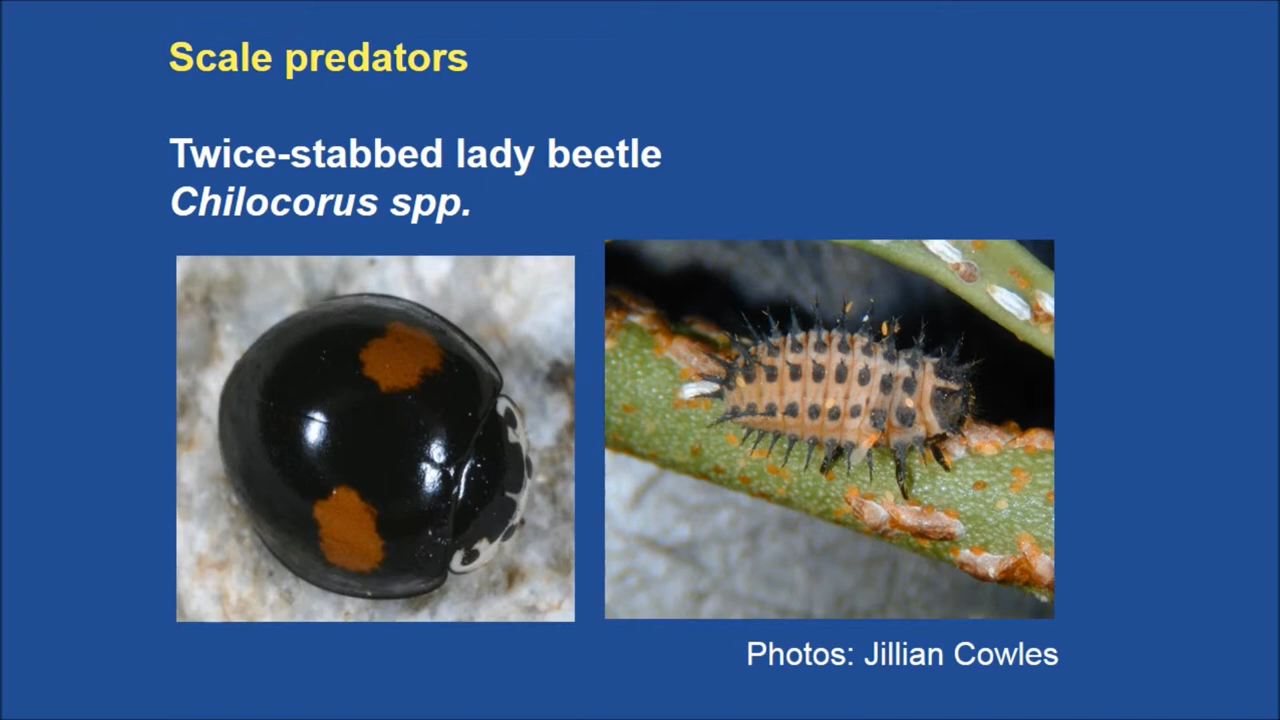 Scale predators
Twice-stabbed lady beetle
Chilocorus spp.
Photos: Jillian Cowles